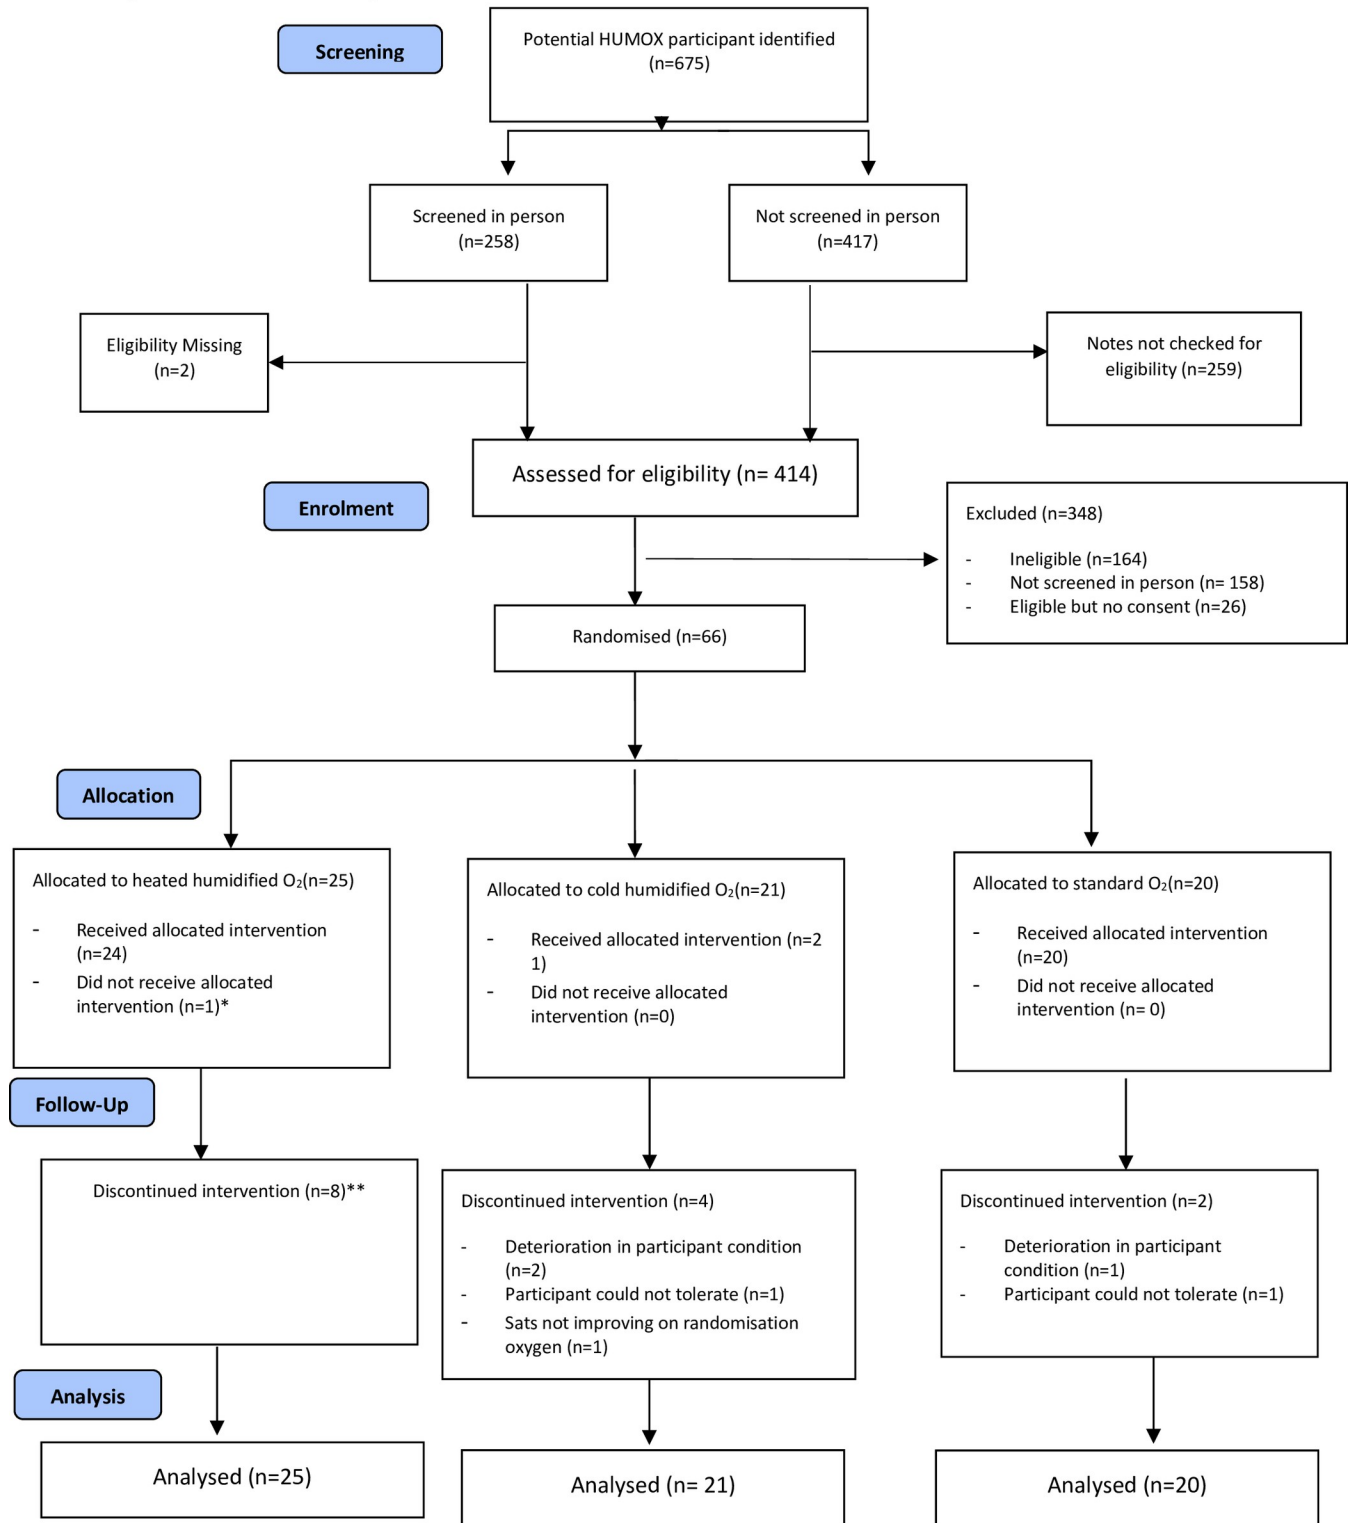 Screening
Potential HUMOX participant identified
(n=675)
Screened in person
(n=258)
Not screened in person
(n=417)
Eligibility Missing
(n=2)
Notes not checked for
eligibility (n=259)
Assessed for eligibility (n= 414)
Enrolment
Excluded (n=348)
- Ineligible (n=164)
- Not screened in person (n= 158)
- Eligible but no consent (n=26)
Randomised (n=66)
Allocation
Allocated to heated humidified O₂(n=25)
- Received allocated intervention
(n=24)
- Did not receive allocated
intervention (n=1)*
Allocated to cold humidified O₂(n=21)
- Received allocated intervention (n=2
1)
- Did not receive allocated
intervention (n=0)
Allocated to standard O₂(n=20)
- Received allocated intervention
(n=20)
- Did not receive allocated
intervention (n= 0)
Follow-Up
Discontinued intervention (n=8)**
Discontinued intervention (n=4)
- Deterioration in participant condition
(n=2)
- Participant could not tolerate (n=1)
- Sats not improving on randomisation
oxygen (n=1)
Discontinued intervention (n=2)
- Deterioration in participant
condition (n=1)
- Participant could not tolerate (n=1)
Analysis
Analysed (n=25)
Analysed (n= 21)
Analysed (n=20)